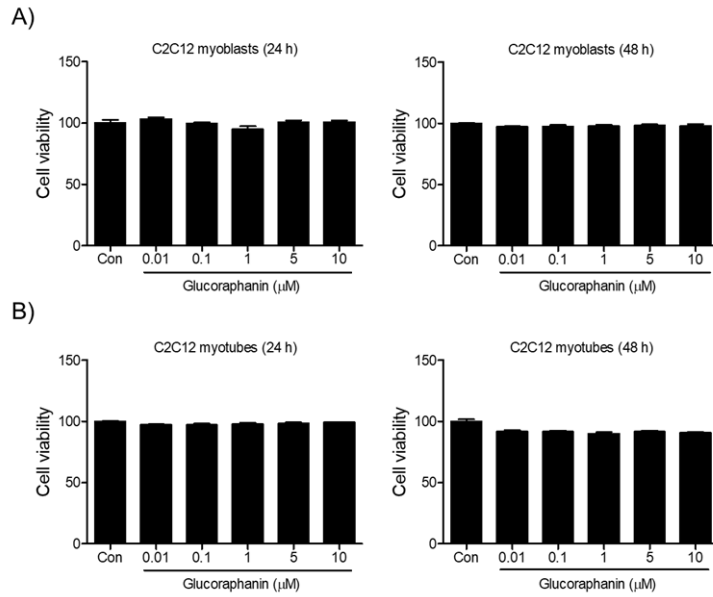 A)
C2C12 myoblasts (24 h)
Cell viability
150
100
50
0
Con 0.01 0.1 1 5 10
Glucoraphanin (μM)
C2C12 myoblasts (48 h)
Cell viability
150
100
50
0
Con 0.01 0.1 1 5 10
Glucoraphanin (μM)
B)
C2C12 myotubes (24 h)
Cell viability
150
100
50
0
Con 0.01 0.1 1 5 10
Glucoraphanin (μM)
C2C12 myotubes (48 h)
Cell viability
150
100
50
0
Con 0.01 0.1 1 5 10
Glucoraphanin (μM)